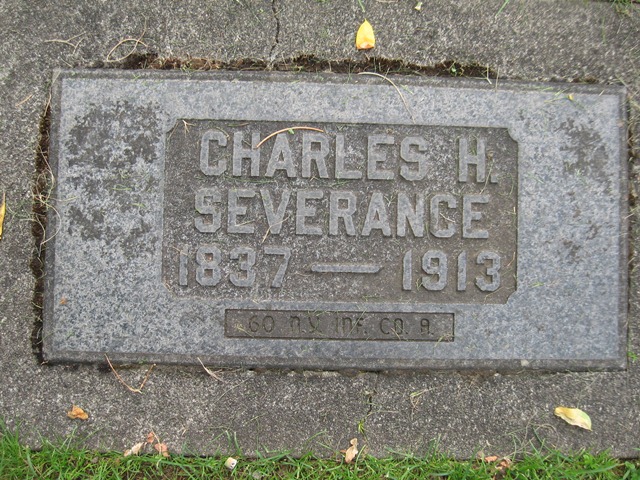 CHARLES H.
SEVERANCE
1837 — 1913
60 N.Y. INF. CO. B.